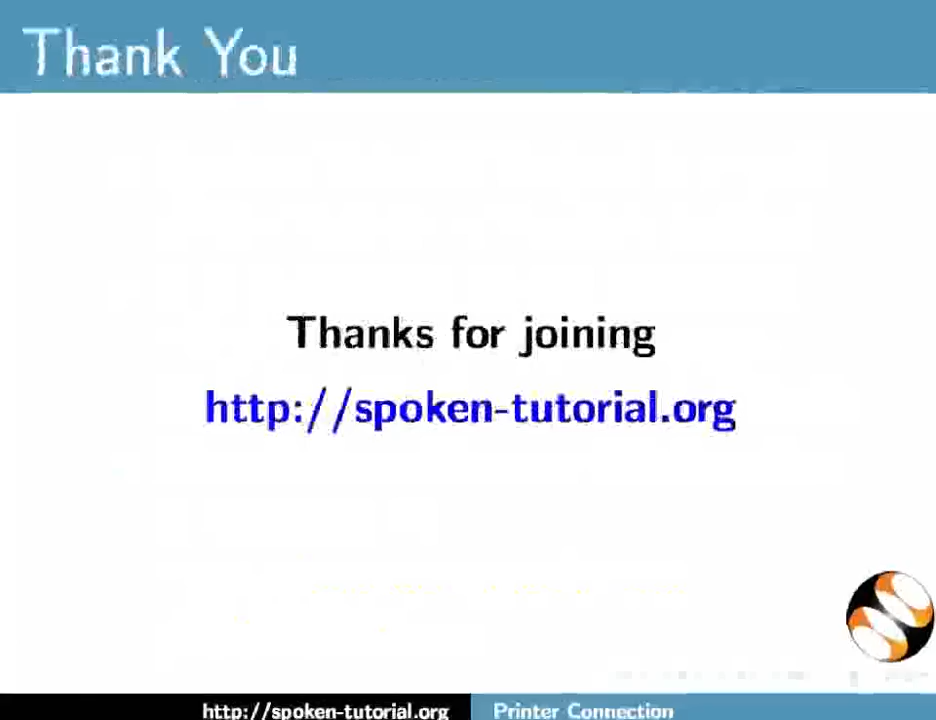 Thank You
Thanks for joining
http://spoken-tutorial.org
http://spoken-tutorial.org Printer Connection